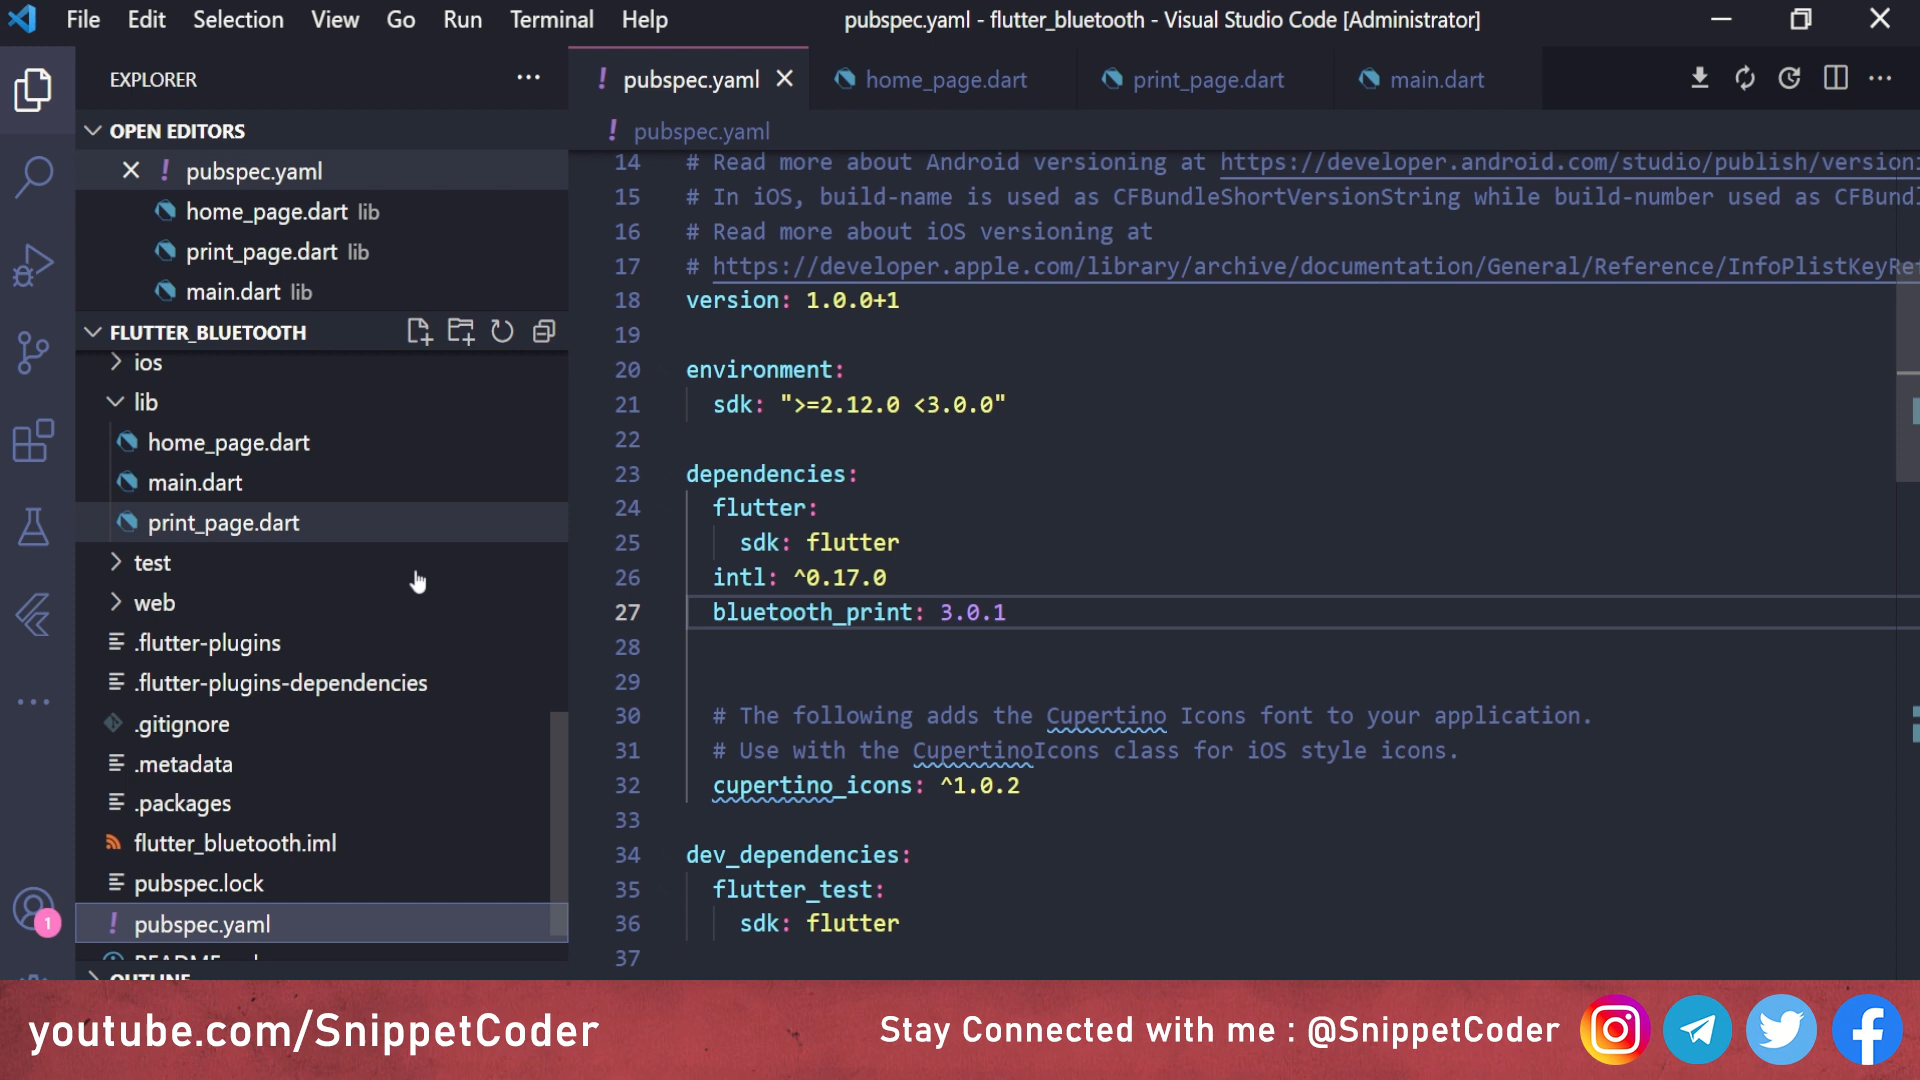 File Edit Selection View Go Run Terminal Help
pubspec.yaml - flutter_bluetooth - Visual Studio Code [Administrator]
EXPLORER
OPEN EDITORS
! pubspec.yaml
home_page.dart lib
print_page.dart lib
main.dart lib
FLUTTER_BLUETOOTH
ios
lib
home_page.dart
main.dart
print_page.dart
test
web
.flutter-plugins
.flutter-plugins-dependencies
.gitignore
.metadata
.packages
flutter_bluetooth.iml
pubspec.lock
! pubspec.yaml
OUTLINE
1
! pubspec.yaml
home_page.dart
print_page.dart
main.dart
! pubspec.yaml
14 # Read more about Android versioning at https://developer.android.com/studio/publish/version
15 # In iOS, build-name is used as CFBundleShortVersionString while build-number used as CFBund
16 # Read more about iOS versioning at
17 # https://developer.apple.com/library/archive/documentation/General/Reference/InfoPlistKeyRe
18 version: 1.0.0+1
19
20 environment:
21 sdk: ">=2.12.0 <3.0.0"
22
23 dependencies:
24 flutter:
25 sdk: flutter
26 intl: ^0.17.0
27 bluetooth_print: 3.0.1
28
29
30 # The following adds the Cupertino Icons font to your application.
31 # Use with the CupertinoIcons class for iOS style icons.
32 cupertino_icons: ^1.0.2
33
34 dev_dependencies:
35 flutter_test:
36 sdk: flutter
37
youtube.com/SnippetCoder
Stay Connected with me : @SnippetCoder